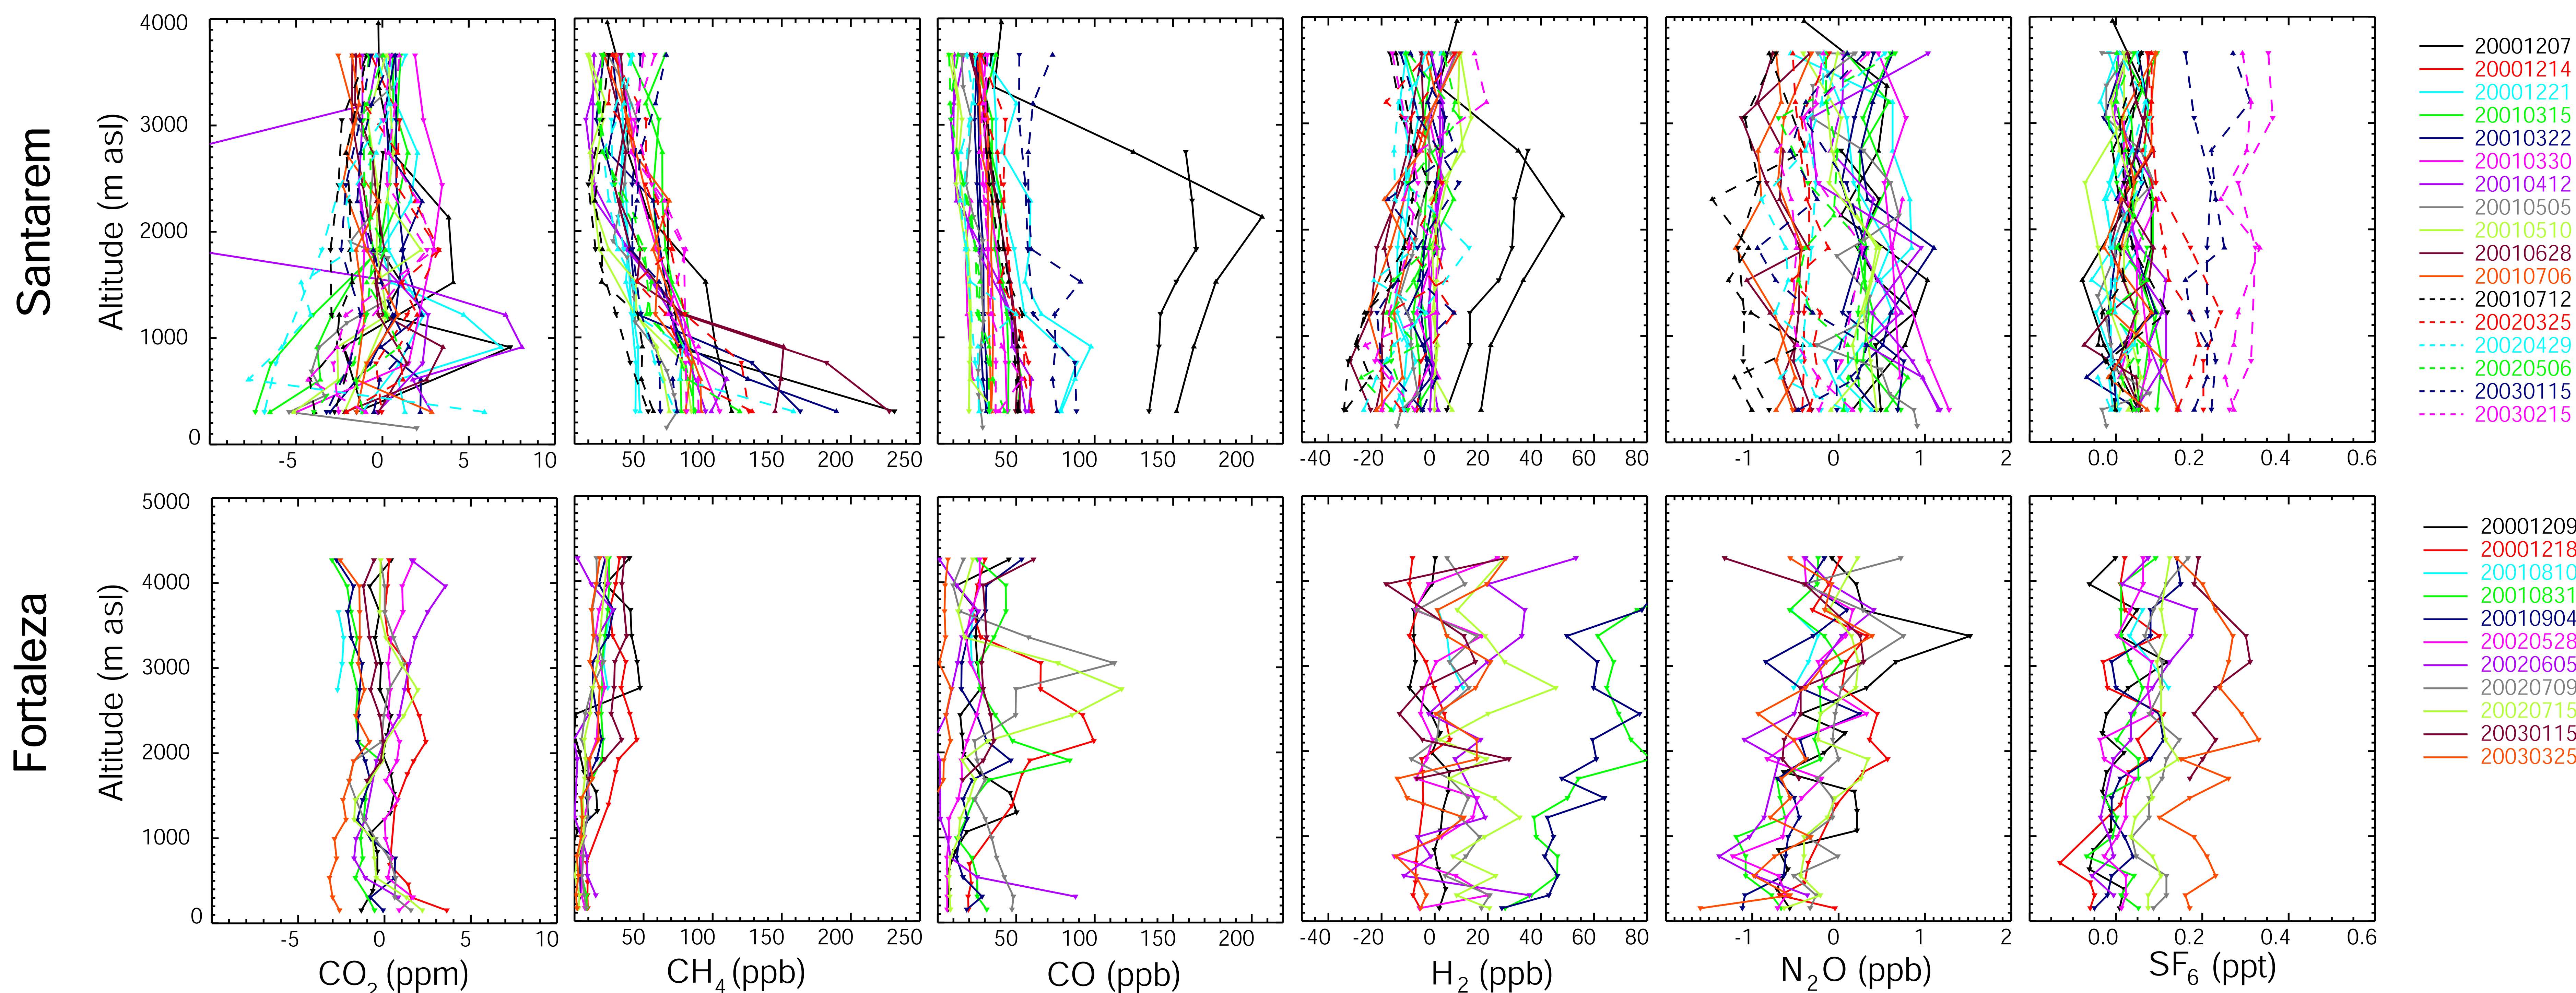 Santarem
Altitude (m asl)
4000
3000
2000
1000
0
-5 0 5 10
50 100 150 200 250
50 100 150 200
-40 -20 0 20 40 60 80
-1 0 1 2
0.0 0.2 0.4 0.6
20001207
20001214
20001221
20010315
20010322
20010330
20010412
20010505
20010510
20010628
20010706
20010712
20020325
20020429
20020506
20030115
20030215
Fortaleza
Altitude (m asl)
5000
4000
3000
2000
1000
0
-5 0 5 10
50 100 150 200 250
50 100 150 200
-40 -20 0 20 40 60 80
-1 0 1 2
0.0 0.2 0.4 0.6
CO2 (ppm)
CH4 (ppb)
CO (ppb)
H2 (ppb)
N2O (ppb)
SF6 (ppt)
20001209
20001218
20010810
20010831
20010904
20020528
20020605
20020709
20020715
20030115
20030325